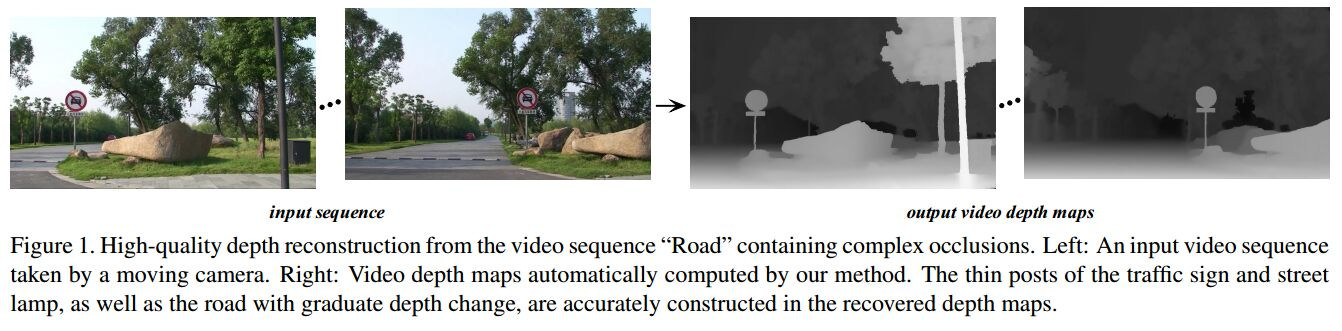 input sequence
output video depth maps
Figure 1. High-quality depth reconstruction from the video sequence “Road” containing complex occlusions. Left: An input video sequence
taken by a moving camera. Right: Video depth maps automatically computed by our method. The thin posts of the traffic sign and street
lamp, as well as the road with graduate depth change, are accurately constructed in the recovered depth maps.